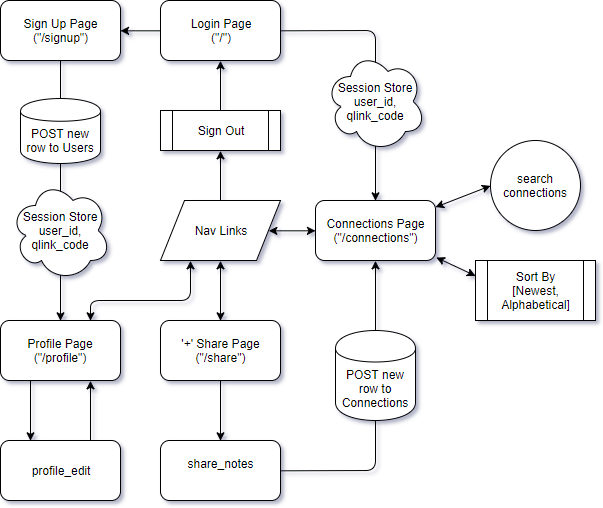 Sign Up Page
("/signup")
Login Page
("/")
Session Store
user_id,
qlink_code
POST new
row to Users
Sign Out
search
connections
Session Store
user_id,
qlink_code
Nav Links
Connections Page
("/connections")
Sort By
[Newest,
Alphabetical]
Profile Page
("/profile")
'+' Share Page
("/share")
POST new
row to
Connections
profile_edit
share_notes